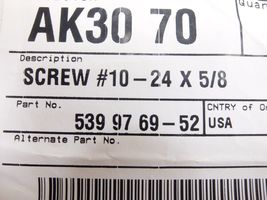 AK30 70
Description
SCREW #10-24 X 5/8
Part No.
539 97 69-52
CNTRY of Or
USA
Alternate Part No.